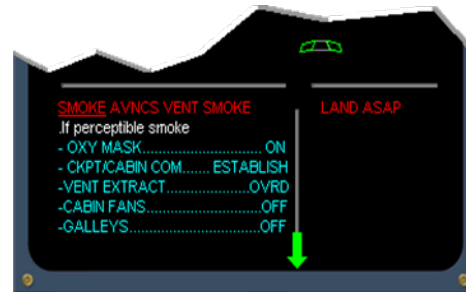 SMOKE AVNCS VENT SMOKE LAND ASAP
.If perceptible smoke
- OXY MASK.......................ON
- CKPT/CABIN COM....... ESTABLISH
-VENT EXTRACT..................OVRD
-CABIN FANS.......................OFF
-GALLEYS............................OFF